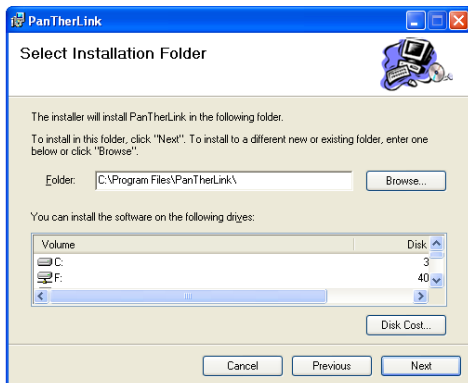 PanTherLink
Select Installation Folder
The installer will install PanTherLink in the following folder.
To install in this folder, click "Next". To install to a different new or existing folder, enter one
below or click "Browse".
Folder: C:\Program Files\PanTherLink\ Browse...
You can install the software on the following drives:
Volume Disk
C: 3
F: 40
Disk Cost...
Cancel Previous Next